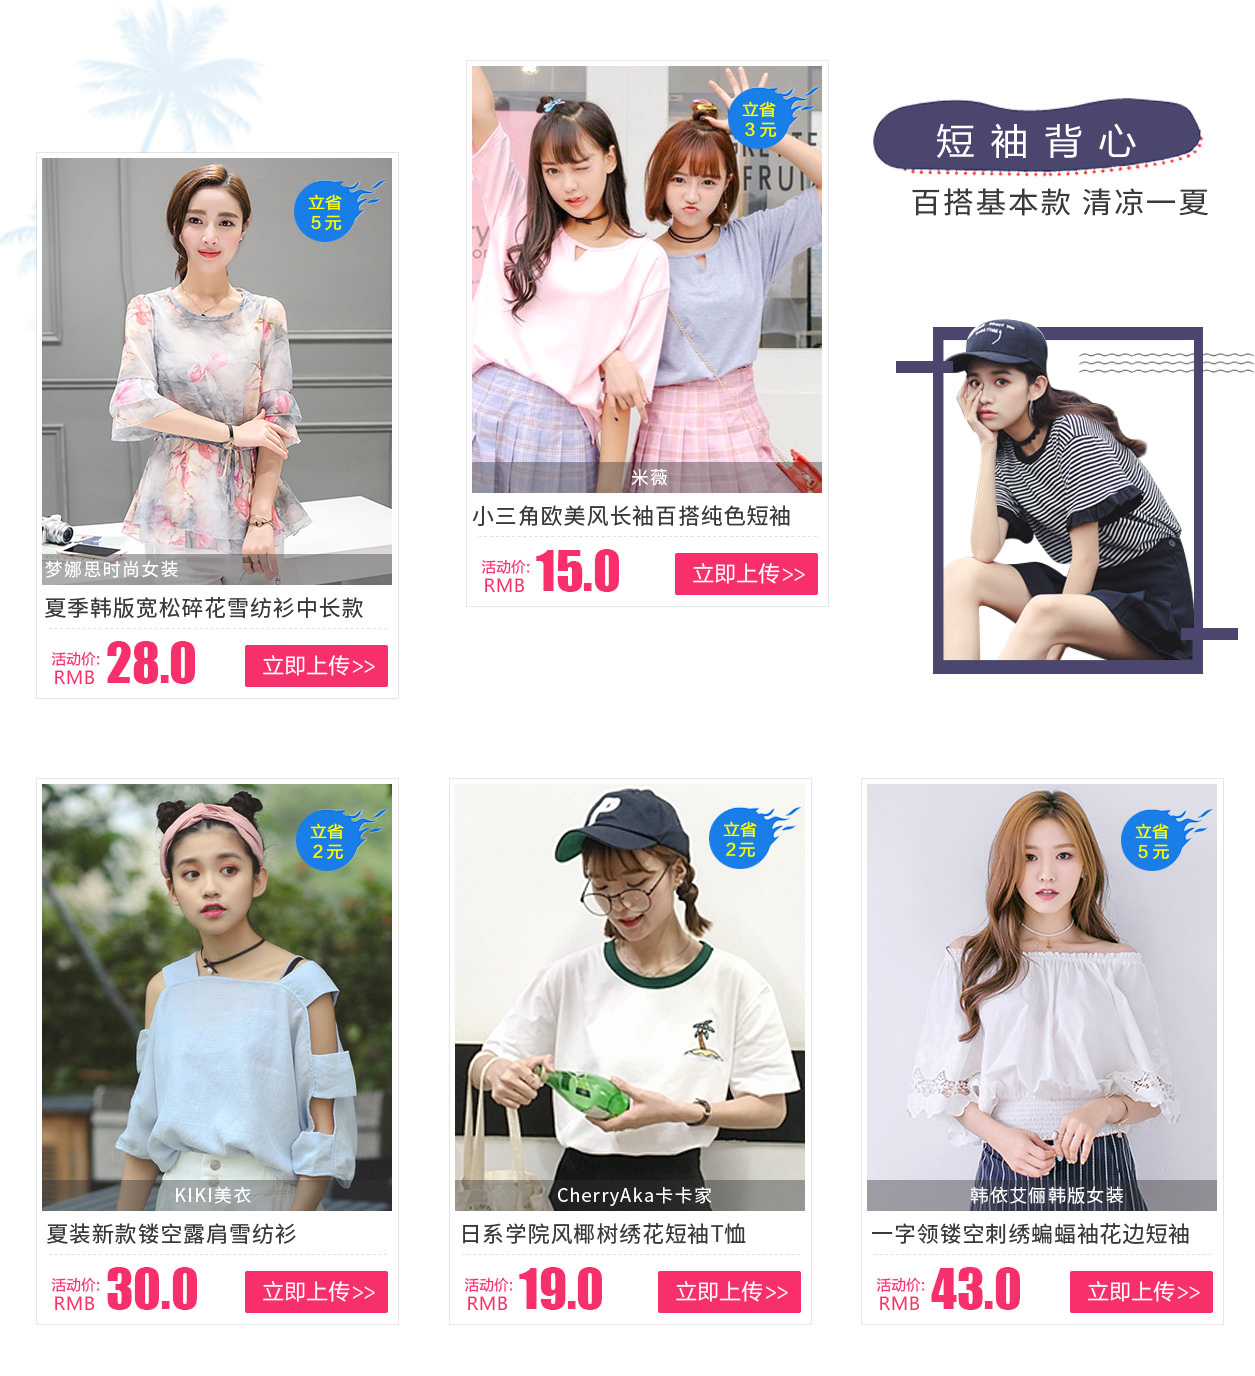 短袖背心
百搭基本款 清凉一夏
立省
5元
梦娜思时尚女装
夏季韩版宽松碎花雪纺衫中长款
活动价:
RMB
28.0
立即上传>>
立省
3元
米薇
小三角欧美风长袖百搭纯色短袖
活动价:
RMB
15.0
立即上传>>
立省
2元
KIKI美衣
夏装新款镂空露肩雪纺衫
活动价:
RMB
30.0
立即上传>>
立省
2元
CherryAka卡卡家
日系学院风椰树绣花短袖T恤
活动价:
RMB
19.0
立即上传>>
立省
5元
韩依艾俪韩版女装
一字领镂空刺绣蝙蝠袖花边短袖
活动价:
RMB
43.0
立即上传>>